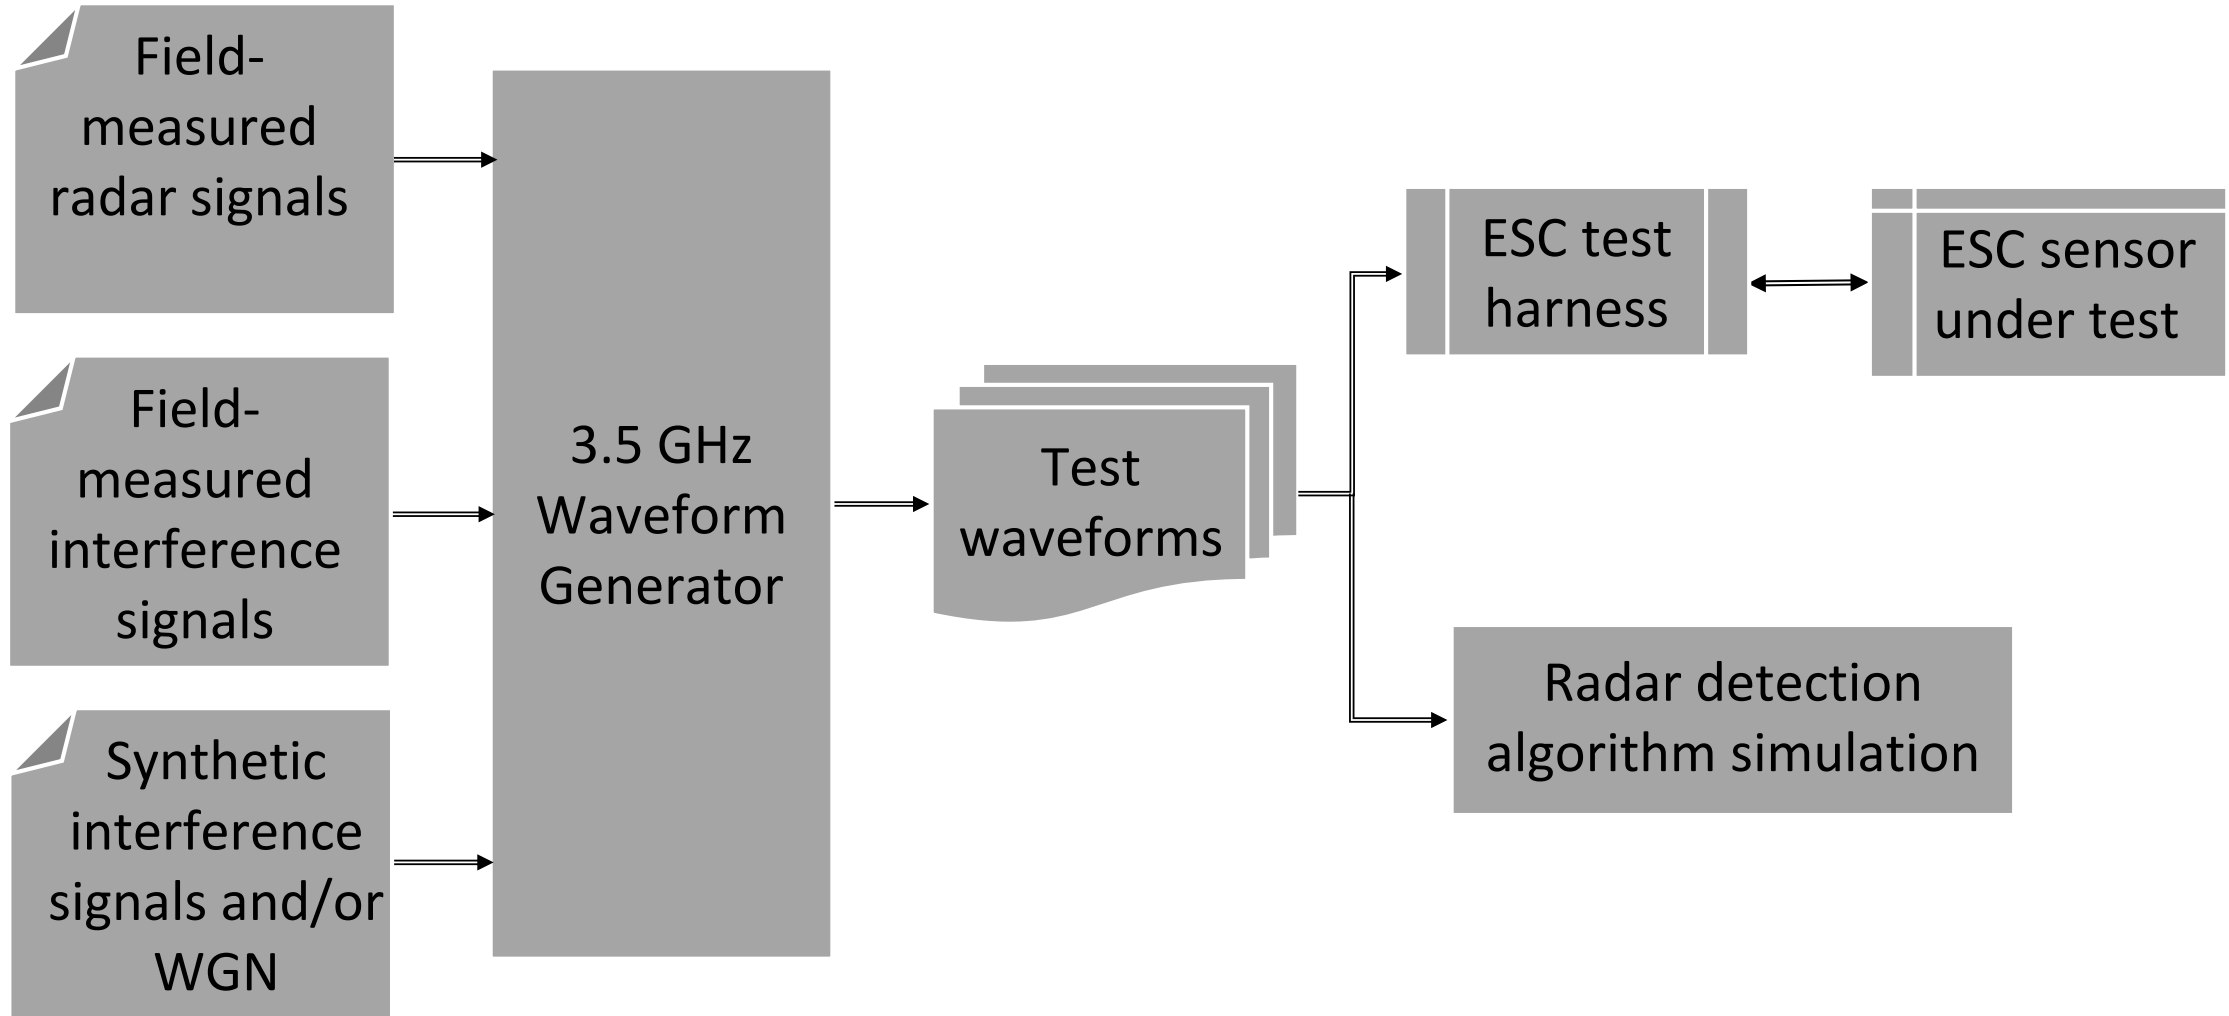 Field-
measured
radar signals
Field-
measured
interference
signals
Synthetic
interference
signals and/or
WGN
3.5 GHz
Waveform
Generator
Test
waveforms
ESC test
harness
ESC sensor
under test
Radar detection
algorithm simulation